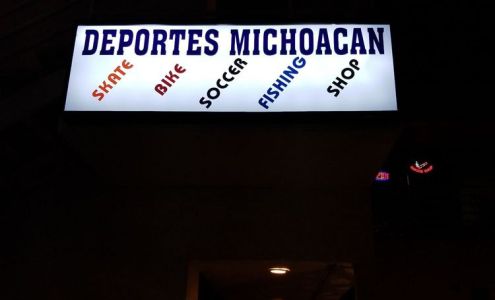 DEPORTES MICHOACAN
SKATE BIKE SOCCER FISHING SHOP